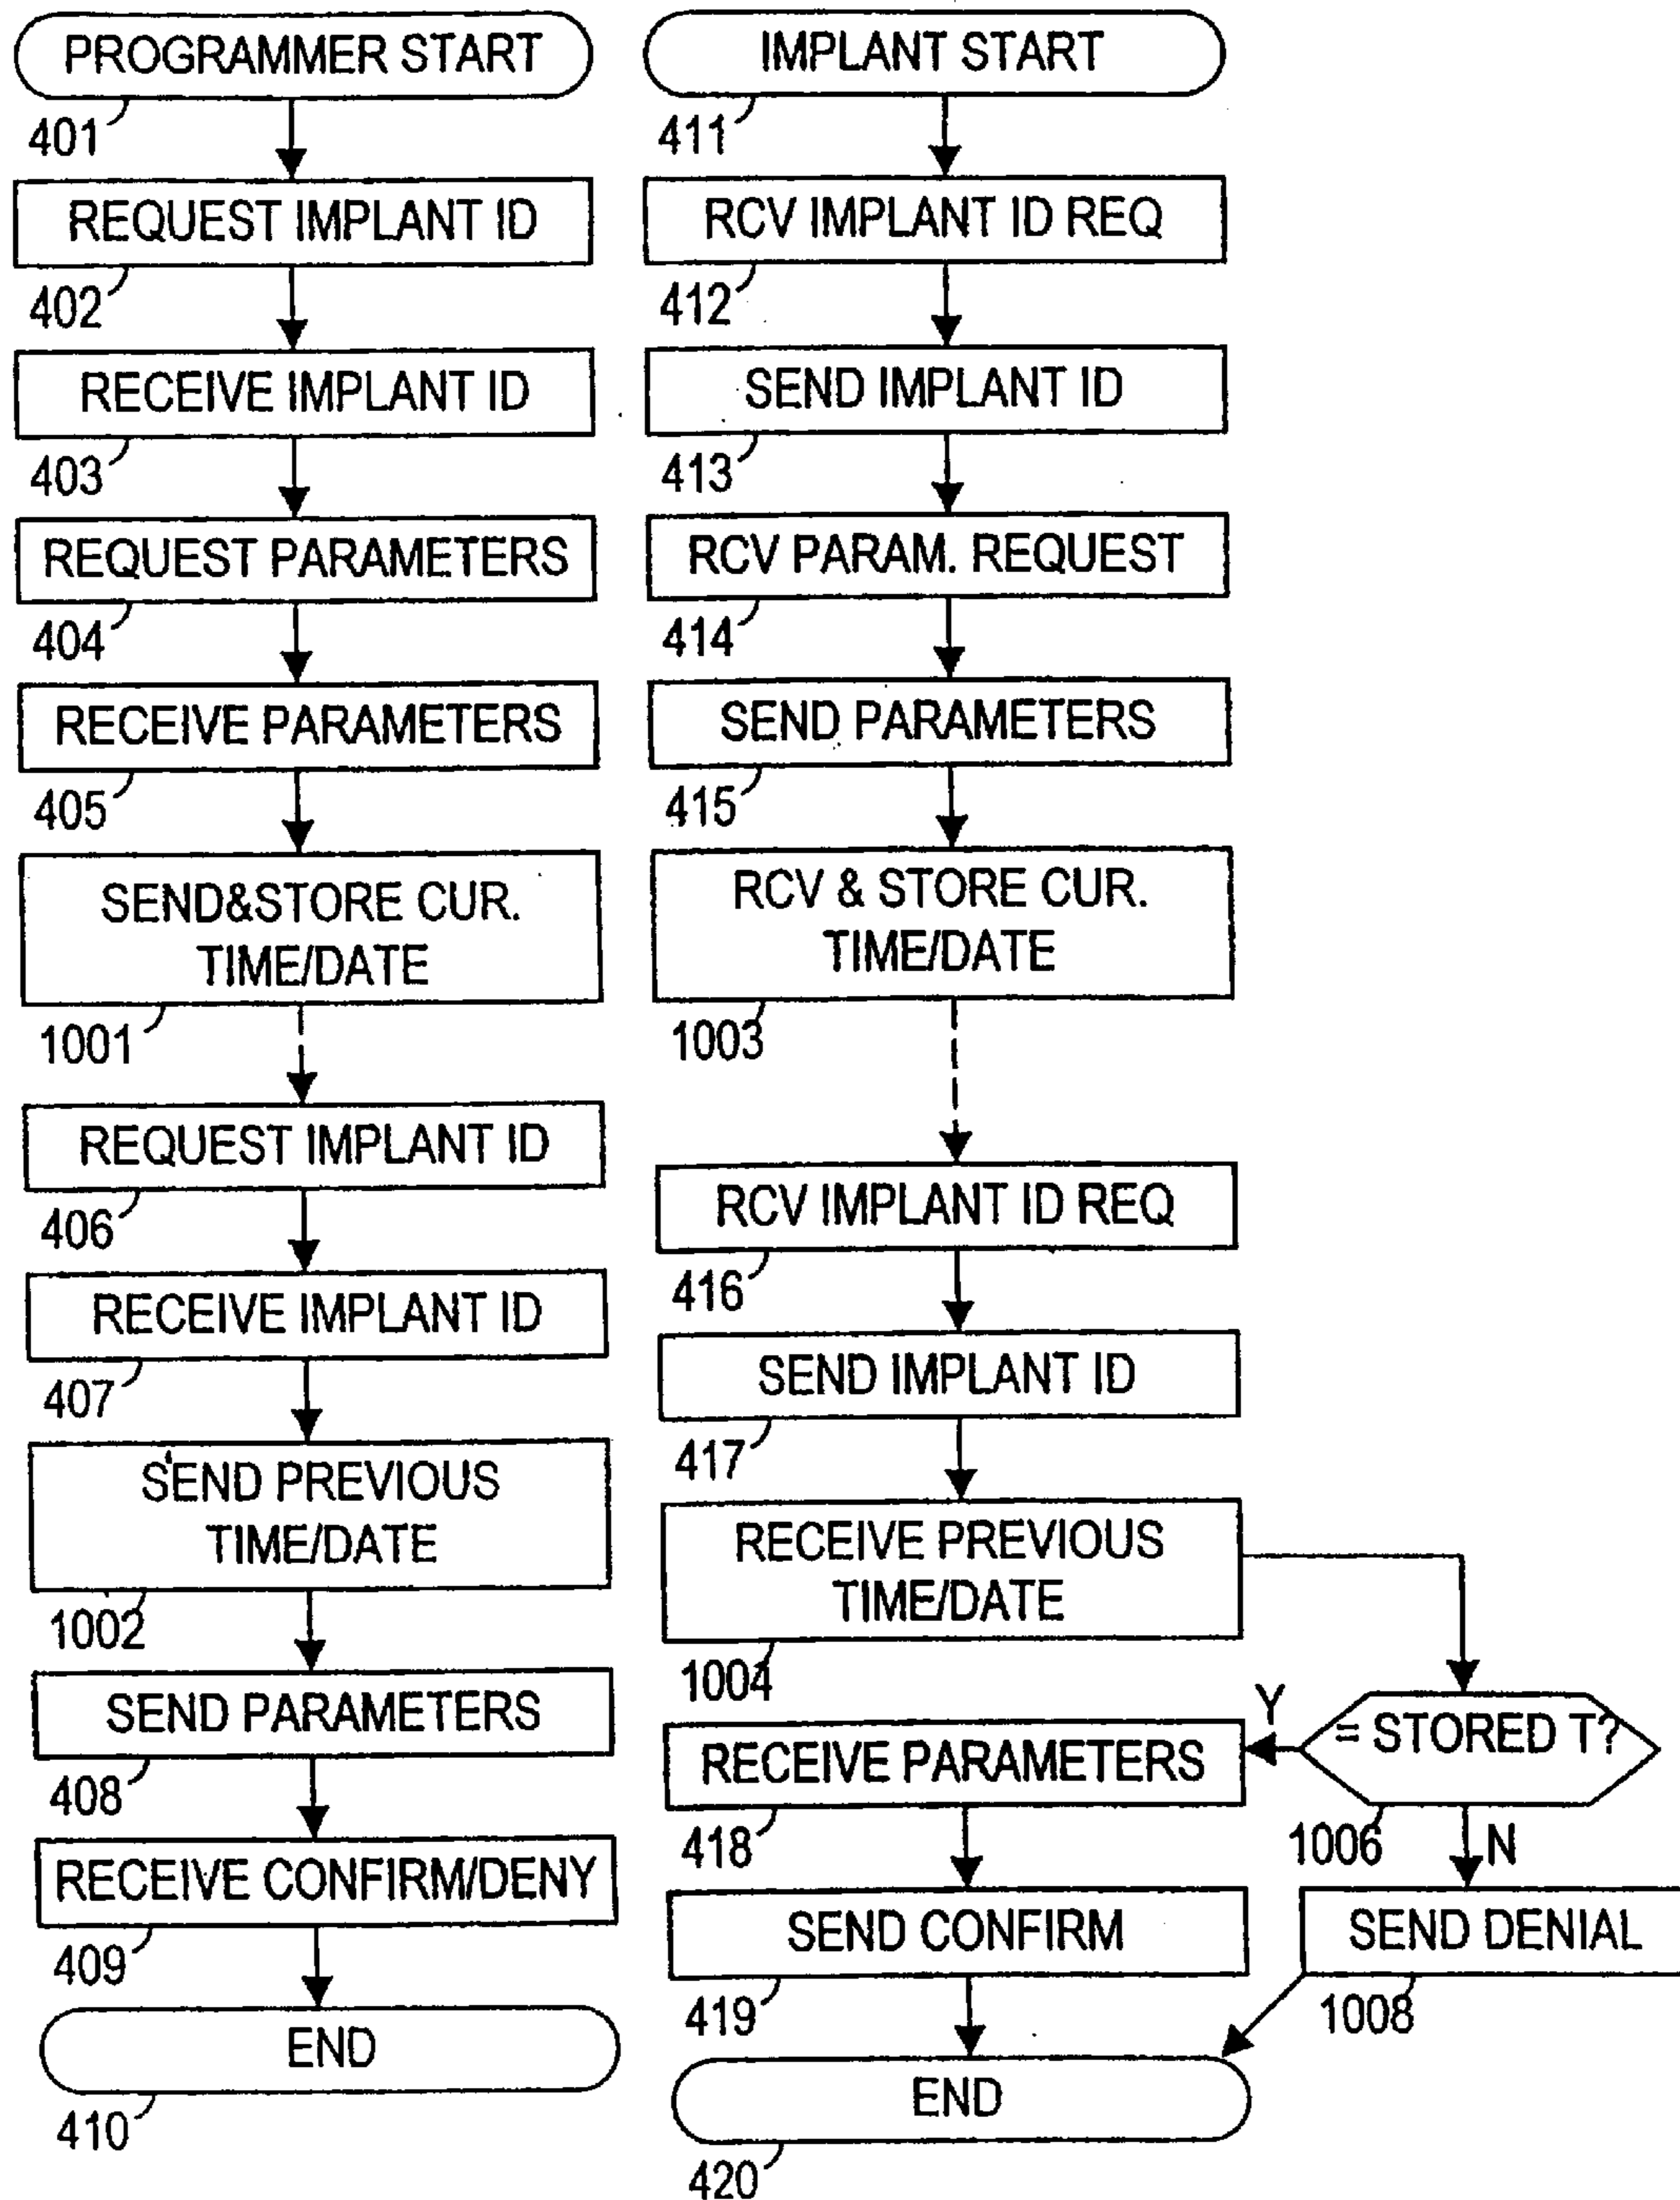 PROGRAMMER START
401
REQUEST IMPLANT ID
402
RECEIVE IMPLANT ID
403
REQUEST PARAMETERS
404
RECEIVE PARAMETERS
405
SEND&STORE CUR.
TIME/DATE
1001
REQUEST IMPLANT ID
406
RECEIVE IMPLANT ID
407
SEND PREVIOUS
TIME/DATE
1002
SEND PARAMETERS
408
RECEIVE CONFIRM/DENY
409
END
410
IMPLANT START
411
RCV IMPLANT ID REQ
412
SEND IMPLANT ID
413
RCV PARAM. REQUEST
414
SEND PARAMETERS
415
RCV & STORE CUR.
TIME/DATE
1003
RCV IMPLANT ID REQ
416
SEND IMPLANT ID
417
RECEIVE PREVIOUS
TIME/DATE
1004
= STORED T?
1006
Y
N
RECEIVE PARAMETERS
418
SEND CONFIRM
419
SEND DENIAL
1008
END
420